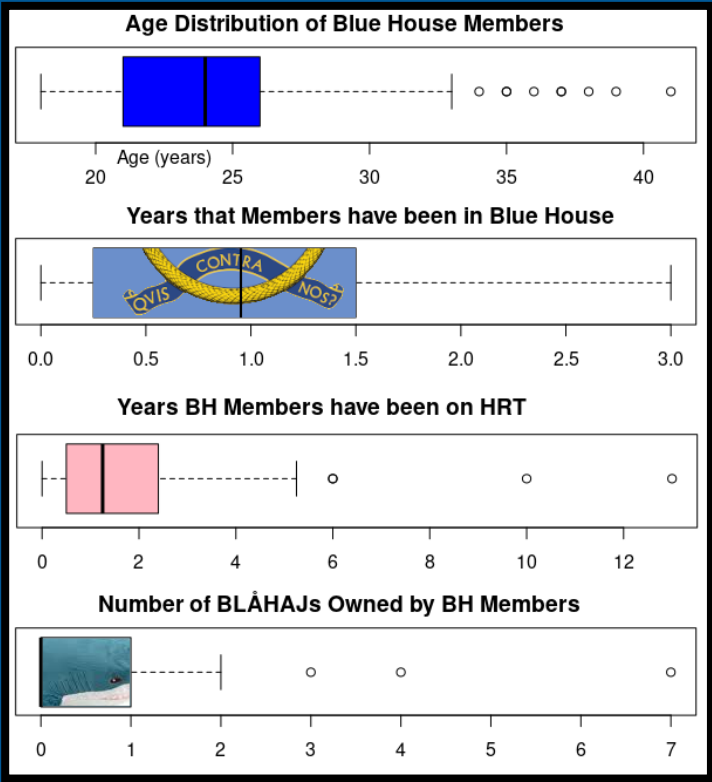 Age Distribution of Blue House Members
Age (years)
20 25 30 35 40
Years that Members have been in Blue House
QVIS CONTRA NOS?
0.0 0.5 1.0 1.5 2.0 2.5 3.0
Years BH Members have been on HRT
0 2 4 6 8 10 12
Number of BLÅHAJs Owned by BH Members
0 1 2 3 4 5 6 7